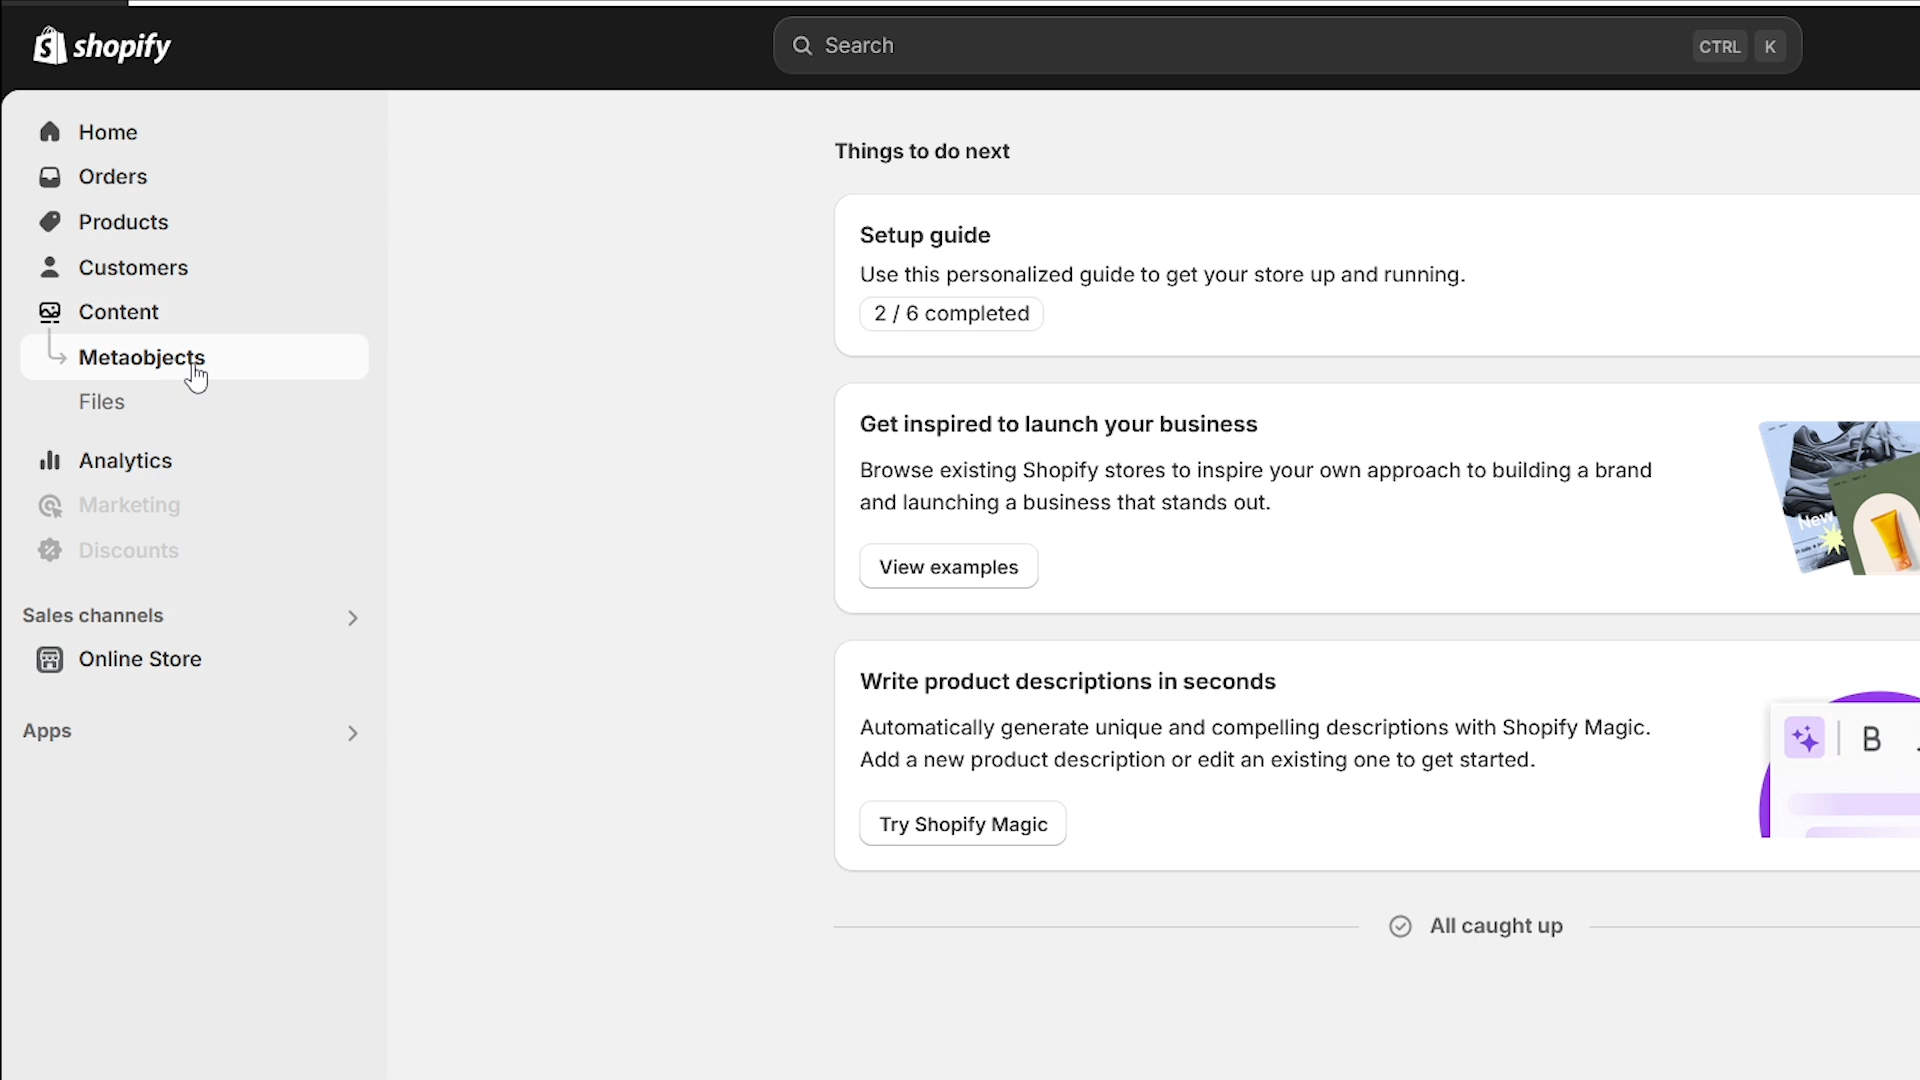 shopify
Search
CTRL K
Home
Orders
Products
Customers
Content
Metaobjects
Files
Analytics
Marketing
Discounts
Sales channels
Online Store
Apps
Things to do next
Setup guide
Use this personalized guide to get your store up and running.
2 / 6 completed
Get inspired to launch your business
Browse existing Shopify stores to inspire your own approach to building a brand
and launching a business that stands out.
New
View examples
Write product descriptions in seconds
Automatically generate unique and compelling descriptions with Shopify Magic.
Add a new product description or edit an existing one to get started.
B
Try Shopify Magic
All caught up